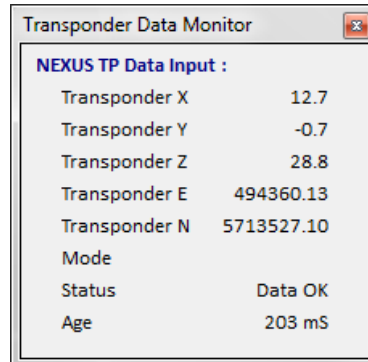 Transponder Data Monitor
NEXUS TP Data Input :
Transponder X 12.7
Transponder Y -0.7
Transponder Z 28.8
Transponder E 494360.13
Transponder N 5713527.10
Mode
Status Data OK
Age 203 mS